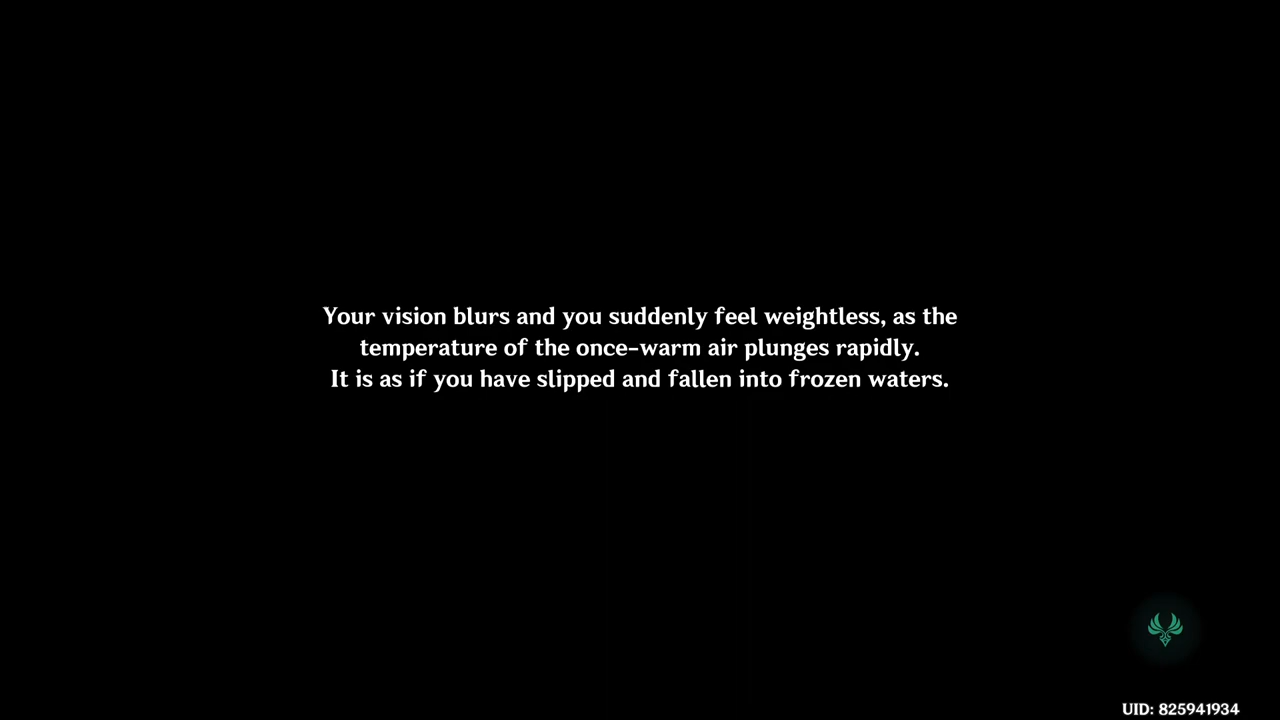 Your vision blurs and you suddenly feel weightless, as the
temperature of the once-warm air plunges rapidly.
It is as if you have slipped and fallen into frozen waters.
UID: 825941934